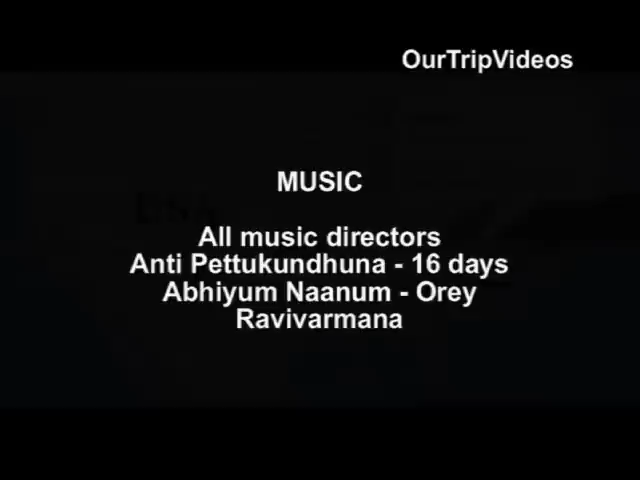 OurTripVideos
MUSIC
All music directors
Anti Pettukundhuna - 16 days
Abhiyum Naanum - Orey
Ravivarmana